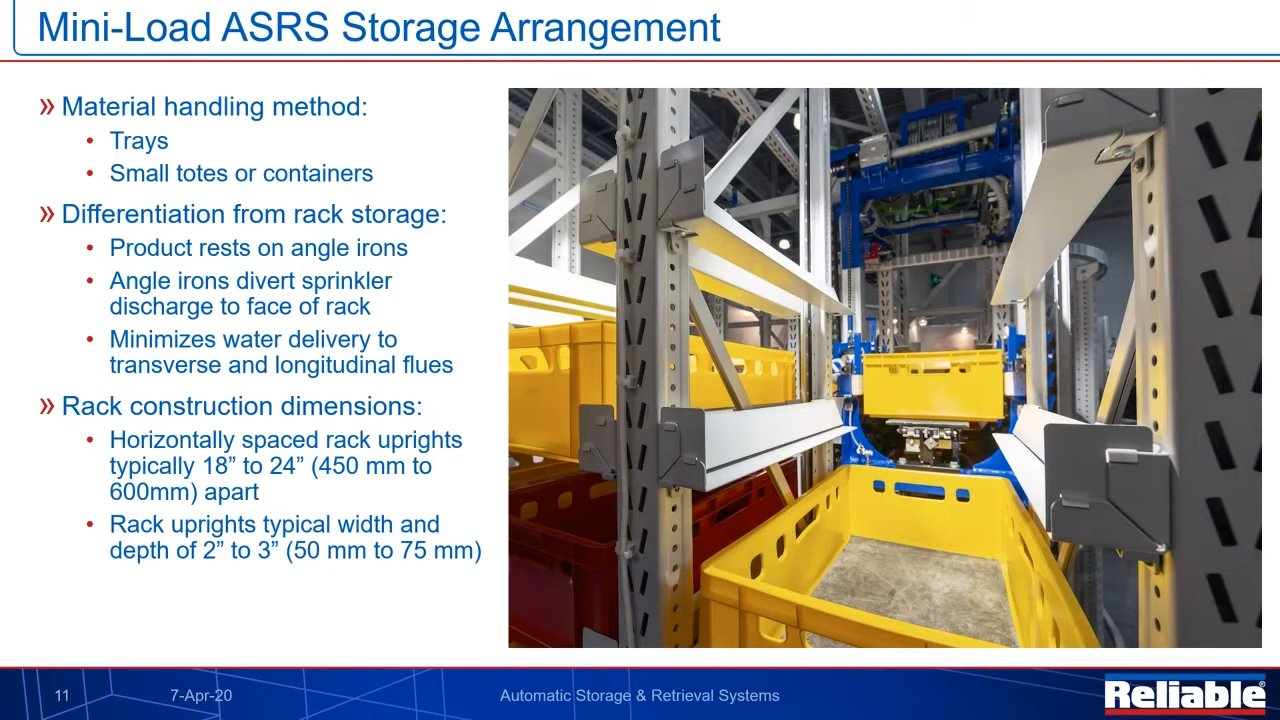 Mini-Load ASRS Storage Arrangement
» Material handling method:
• Trays
• Small totes or containers
» Differentiation from rack storage:
• Product rests on angle irons
• Angle irons divert sprinkler
discharge to face of rack
• Minimizes water delivery to
transverse and longitudinal flues
» Rack construction dimensions:
• Horizontally spaced rack uprights
typically 18” to 24” (450 mm to
600mm) apart
• Rack uprights typical width and
depth of 2” to 3” (50 mm to 75 mm)
11
7-Apr-20
Automatic Storage & Retrieval Systems
Reliable®